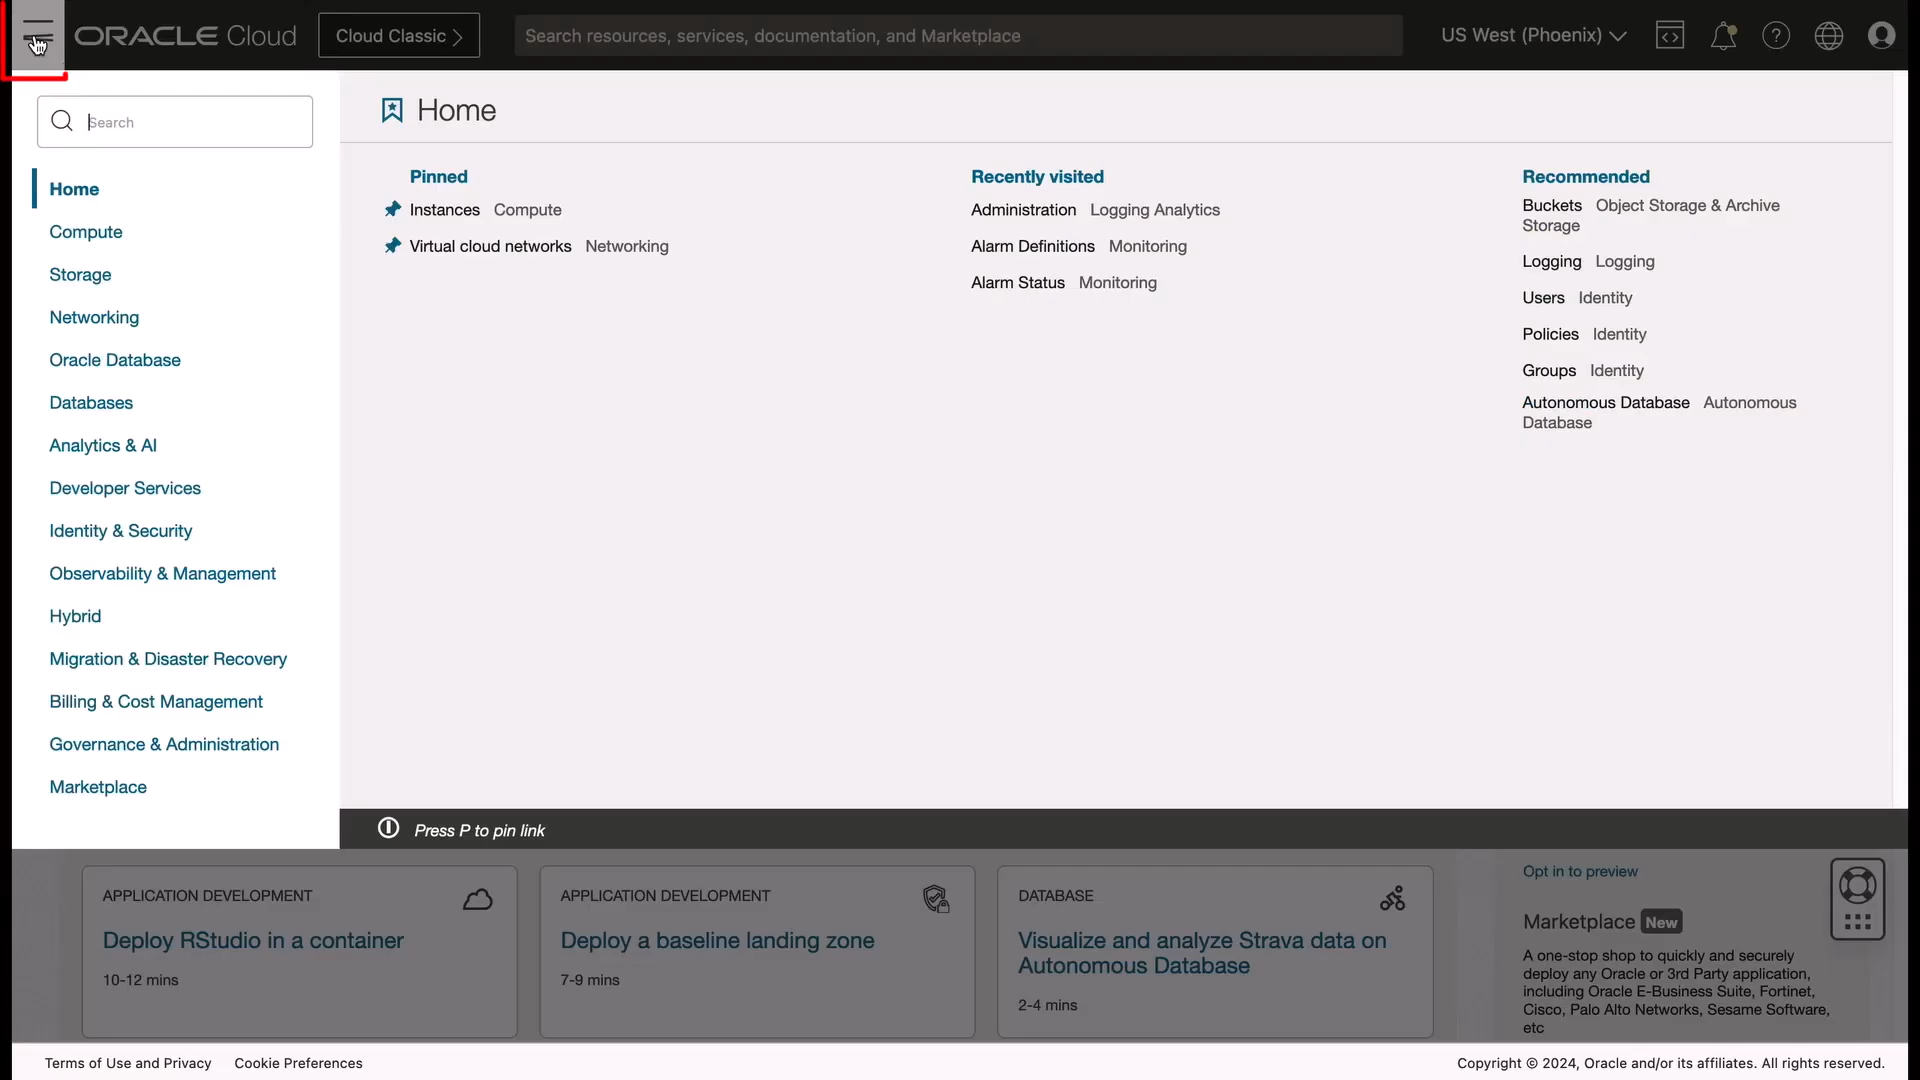 ORACLE Cloud
Cloud Classic
Search resources, services, documentation, and Marketplace
US West (Phoenix)
Search
Home
Compute
Storage
Networking
Oracle Database
Databases
Analytics & AI
Developer Services
Identity & Security
Observability & Management
Hybrid
Migration & Disaster Recovery
Billing & Cost Management
Governance & Administration
Marketplace
Home
Pinned
Instances Compute
Virtual cloud networks Networking
Recently visited
Administration Logging Analytics
Alarm Definitions Monitoring
Alarm Status Monitoring
Recommended
Buckets Object Storage & Archive
Storage
Logging Logging
Users Identity
Policies Identity
Groups Identity
Autonomous Database Autonomous
Database
Press P to pin link
APPLICATION DEVELOPMENT
Deploy RStudio in a container
10-12 mins
APPLICATION DEVELOPMENT
Deploy a baseline landing zone
7-9 mins
DATABASE
Visualize and analyze Strava data on
Autonomous Database
2-4 mins
Opt in to preview
Marketplace New
A one-stop shop to quickly and securely
deploy any Oracle or 3rd Party application,
including Oracle E-Business Suite, Fortinet,
Cisco, Palo Alto Networks, Sesame Software,
etc
Terms of Use and Privacy Cookie Preferences
Copyright © 2024, Oracle and/or its affiliates. All rights reserved.